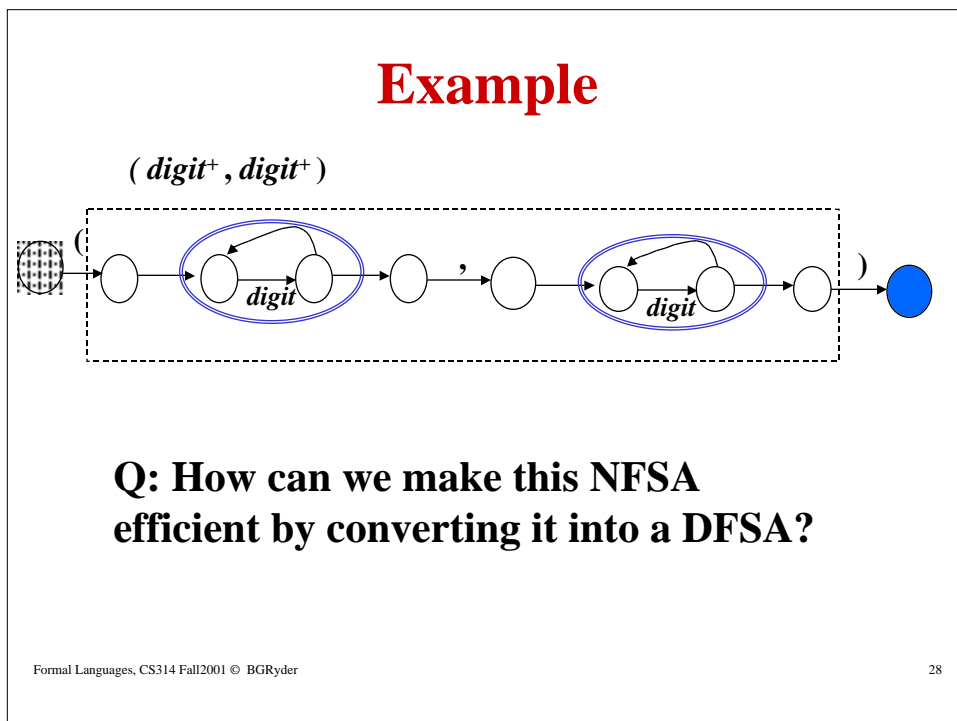 Example
( digit+ , digit+ )
( , )
digit digit
Q: How can we make this NFSA
efficient by converting it into a DFSA?
Formal Languages, CS314 Fall2001 © BGRyder 28